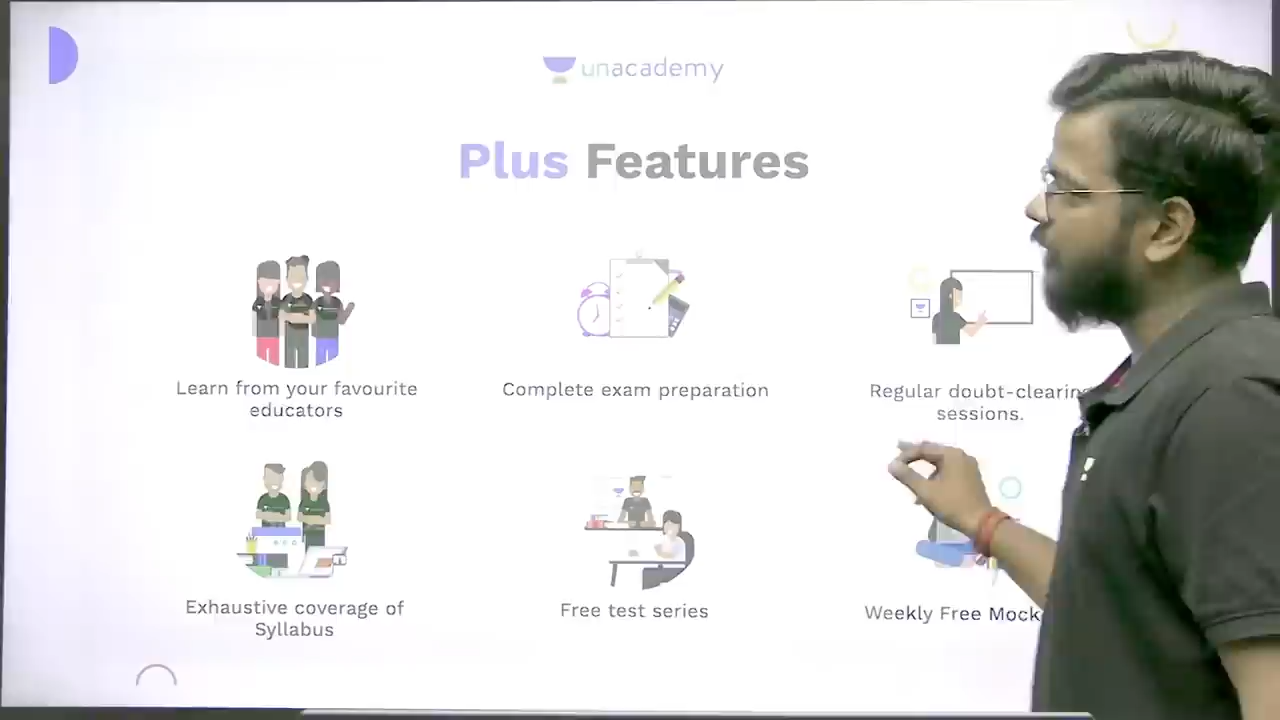 unacademy
Plus Features
Learn from your favourite
educators
Complete exam preparation
Regular doubt-clearing
sessions.
Exhaustive coverage of
Syllabus
Free test series
Weekly Free Mock